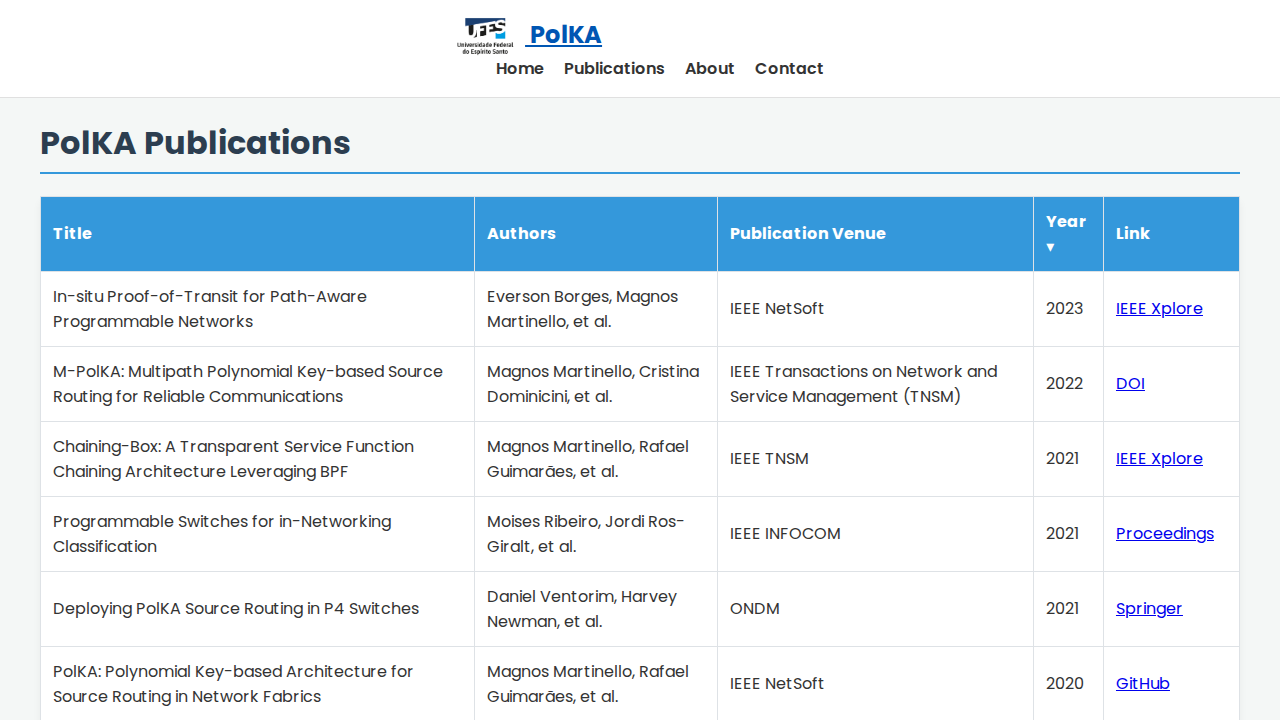 UFES
Universidade Federal
do Espírito Santo
PolKA
Home Publications About Contact
PolKA Publications
Title Authors Publication Venue Year ▼ Link
In-situ Proof-of-Transit for Path-Aware
Programmable Networks
Everson Borges, Magnos
Martinello, et al.
IEEE NetSoft
2023
IEEE Xplore
M-PolKA: Multipath Polynomial Key-based Source
Routing for Reliable Communications
Magnos Martinello, Cristina
Dominicini, et al.
IEEE Transactions on Network and
Service Management (TNSM)
2022
DOI
Chaining-Box: A Transparent Service Function
Chaining Architecture Leveraging BPF
Magnos Martinello, Rafael
Guimarães, et al.
IEEE TNSM
2021
IEEE Xplore
Programmable Switches for in-Networking
Classification
Moises Ribeiro, Jordi Ros-
Giralt, et al.
IEEE INFOCOM
2021
Proceedings
Deploying PolKA Source Routing in P4 Switches
Daniel Ventorim, Harvey
Newman, et al.
ONDM
2021
Springer
PolKA: Polynomial Key-based Architecture for
Source Routing in Network Fabrics
Magnos Martinello, Rafael
Guimarães, et al.
IEEE NetSoft
2020
GitHub